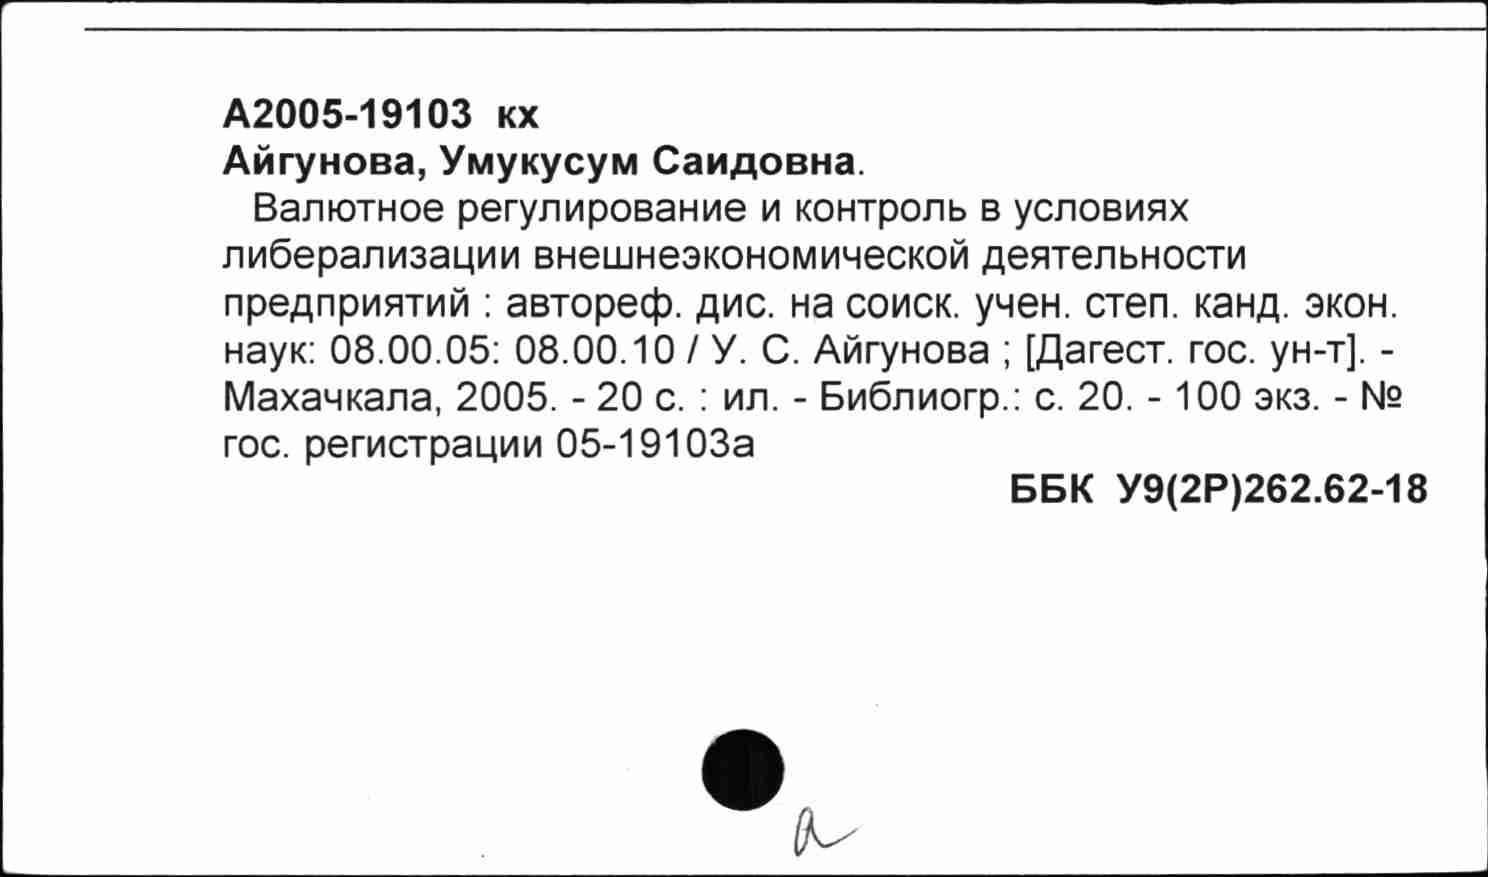 А2005-19103 кх
Айгунова, Умукусум Саидовна.
Валютное регулирование и контроль в условиях
либерализации внешнеэкономической деятельности
предприятий : автореф. дис. на соиск. учен. степ. канд. экон.
наук: 08.00.05: 08.00.10 / У. С. Айгунова ; [Дагест. гос. ун-т]. -
Махачкала, 2005. - 20 с. : ил. - Библиогр.: с. 20. - 100 экз. - №
гос. регистрации 05-19103а
ББК У9(2Р)262.62-18
а